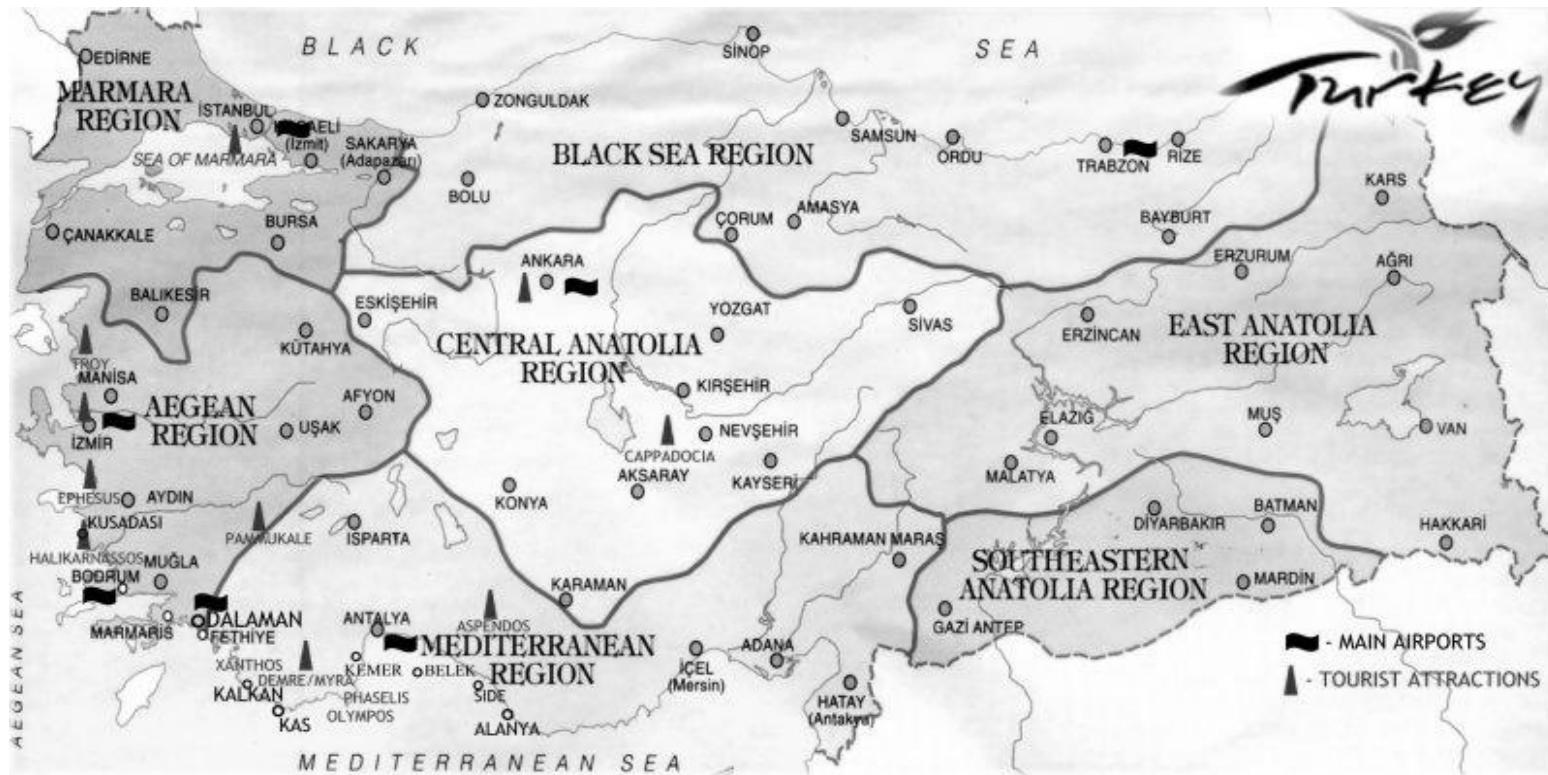 BLACK SEA
Turkey
SİNOP
EDİRNE
ZONGULDAK
MARMARA
REGION
İSTANBUL
(İzmit)
SAKARYA
(Adapazarı)
SEA OF MARMARA
SAMSUN
ORDU
TRABZON
RİZE
BLACK SEA REGION
BOLU
KARS
ÇANAKKALE
BURSA
ÇORUM
AMASYA
BAYBURT
ANKARA
ERZURUM
AĞRI
BALIKESİR
ESKİŞEHİR
YOZGAT
SİVAS
ERZİNCAN
KÜTAHYA
CENTRAL ANATOLIA
REGION
EAST ANATOLIA
REGION
TROY
MANİSA
KIRŞEHİR
AFYON
AEGEAN
REGION
İZMİR
UŞAK
NEVŞEHİR
ELAZIĞ
MUŞ
VAN
CAPPADOCIA
AKSARAY
KAYSERİ
MALATYA
EPHESUS
AYDIN
KONYA
KUSADASI
PAMMUKALE
ISPARTA
DİYARBAKIR
BATMAN
HAKKARİ
HALIKARNASSOS
MUĞLA
KAHRAMAN MARAŞ
SOUTHEASTERN
ANATOLIA REGION
BODRUM
KARAMAN
MARDİN
MARMARIS
DALAMAN
FETHİYE
ANTALYA
ASPENDOS
GAZİ ANTEP
MEDITERRANEAN
REGION
XANTHOS
DEMRE/MYRA
KEMER
BELEK
İÇEL
(Mersin)
ADANA
- MAIN AIRPORTS
KALKAN
PHASELIS
SIDE
HATAY
(Antakya)
- TOURIST ATTRACTIONS
KAS
OLYMPOS
ALANYA
AEGEAN SEA
MEDITERRANEAN SEA